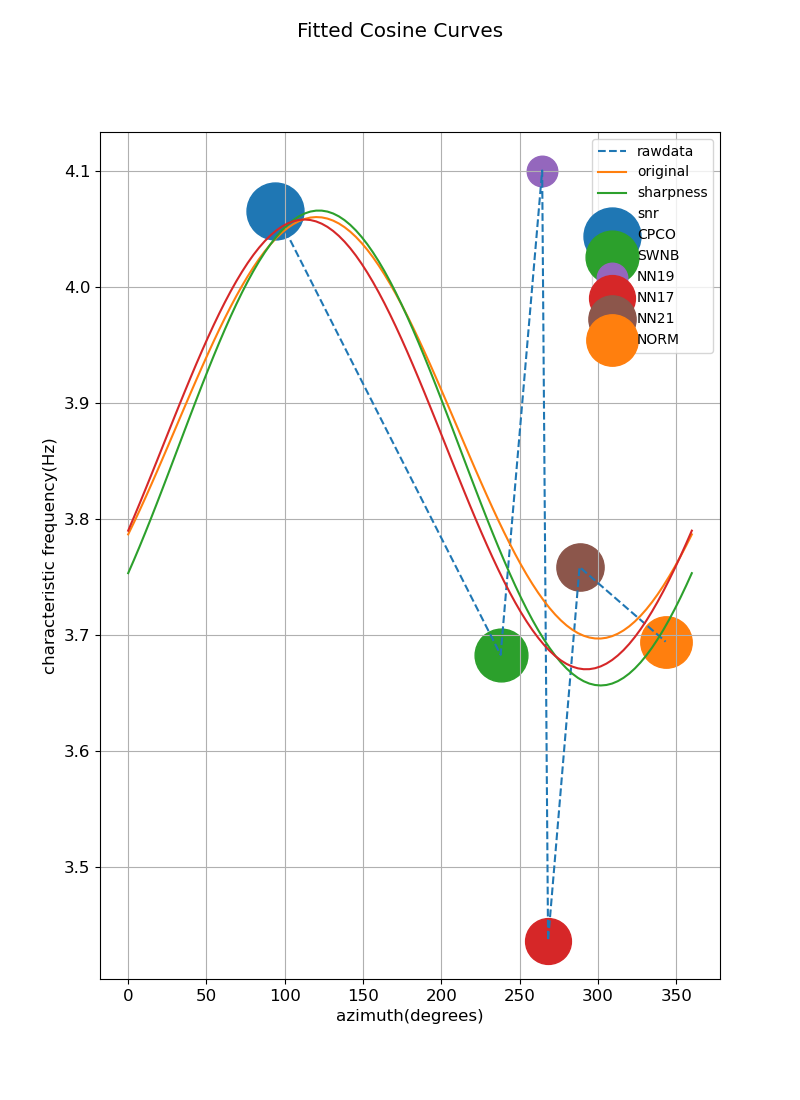 Fitted Cosine Curves
4.1
4.0
3.9
3.8
3.7
3.6
3.5
characteristic frequency(Hz)
rawdata
original
sharpness
snr
CPCO
SWNB
NN19
NN17
NN21
NORM
0 50 100 150 200 250 300 350
azimuth(degrees)